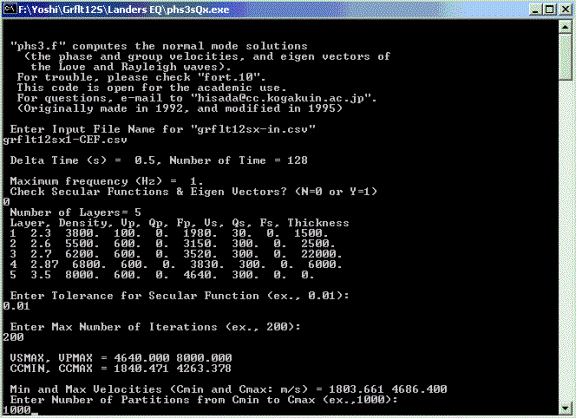 F:\Yoshi\Grflt125\Landers EQ\phs3sQx.exe
"phs3.f" computes the normal mode solutions
(the phase and group velocities, and eigen vectors of
the Love and Rayleigh waves).
For trouble, please check "fort.10".
This code is open for the academic use.
For questions, e-mail to "hisada@cc.kogakuin.ac.jp".
(Originally made in 1992, and modified in 1995)
Enter Input File Name for "grflt12sx-in.csv"
grflt12sx1-CEF.csv
Delta Time (s) =  0.5, Number of Time = 128
Maximum frequency (Hz) =  1.
Check Secular Functions & Eigen Vectors? (N=0 or Y=1)
0
Number of Layers= 5
Layer, Density, Vp, Qp, Fp, Vs, Qs, Fs, Thickness
1  2.3  3800.  100.  0.  1980.  30.  0.  1500.
2  2.6  5500.  600.  0.  3150.  300.  0.  2500.
3  2.7  6200.  600.  0.  3520.  300.  0.  22000.
4  2.87  6800.  600.  0.  3830.  300.  0.  6000.
5  3.5  8000.  600.  0.  4640.  300.  0.  0.
Enter Tolerance for Secular Function (ex., 0.01):
0.01
Enter Max Number of Iterations (ex., 200):
200
VSMAX, VPMAX = 4640.000 8000.000
CCMIN, CCMAX = 1840.471 4263.378
Min and Max Velocities (Cmin and Cmax: m/s) = 1803.661 4686.400
Enter Number of Partitions from Cmin to Cmax (ex.,1000):
1000_